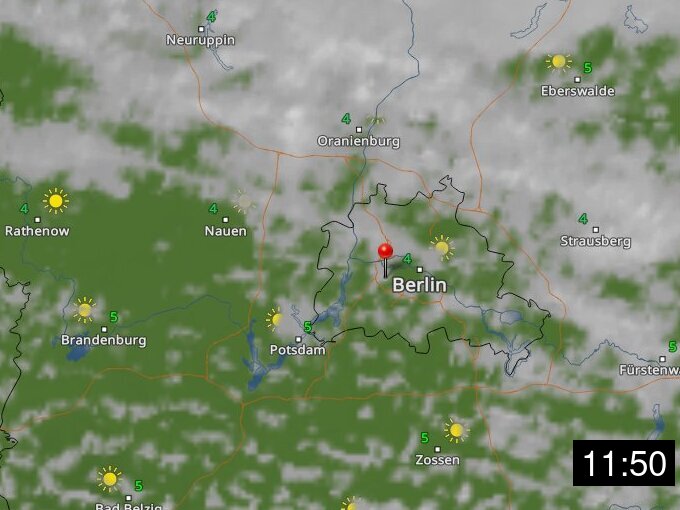 4
Neuruppin
5
Eberswalde
4
Oranienburg
4
Rathenow
4
Nauen
4
Strausberg
4
Berlin
5
Brandenburg
5
Potsdam
5
Fürstenwa
5
Zossen
11:50
5
Bad Belzig